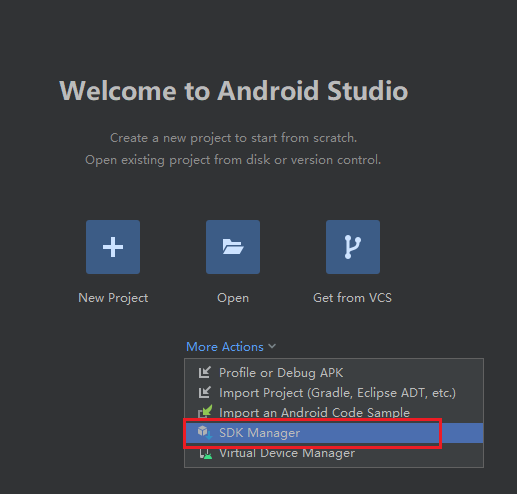 Welcome to Android Studio
Create a new project to start from scratch.
Open existing project from disk or version control.
New Project
Open
Get from VCS
More Actions
Profile or Debug APK
Import Project (Gradle, Eclipse ADT, etc.)
Import an Android Code Sample
SDK Manager
Virtual Device Manager